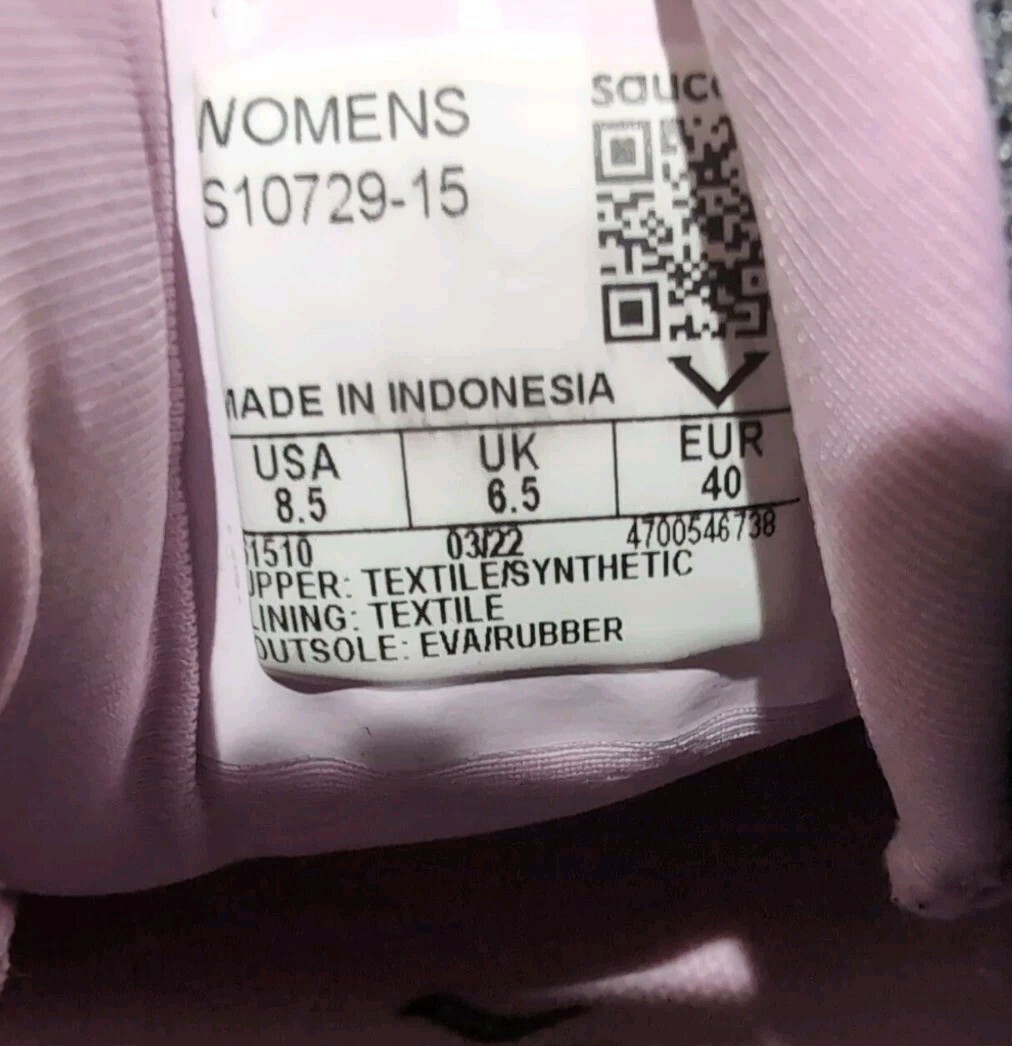 WOMENS
sauc
S10729-15
MADE IN INDONESIA
USA UK EUR
8.5 6.5 40
1510 03/22 4700546738
UPPER: TEXTILE/SYNTHETIC
LINING: TEXTILE
OUTSOLE: EVA/RUBBER